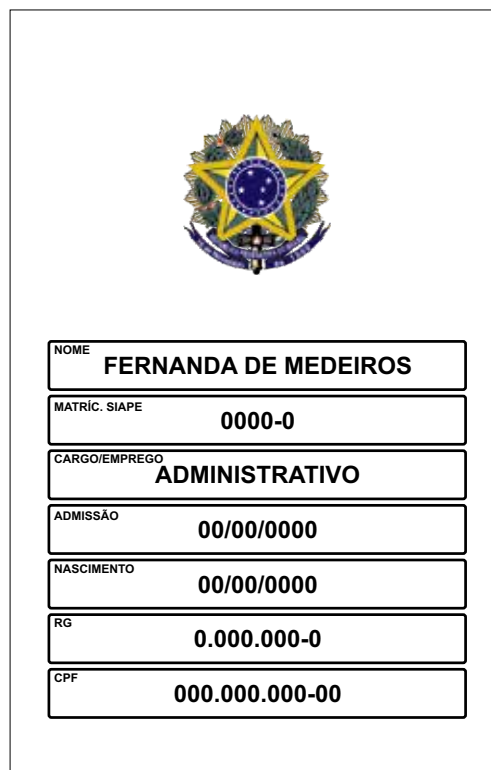 NOME
FERNANDA DE MEDEIROS
MATRÍC. SIAPE
0000-0
CARGO/EMPREGO
ADMINISTRATIVO
ADMISSÃO
00/00/0000
NASCIMENTO
00/00/0000
RG
0.000.000-0
CPF
000.000.000-00